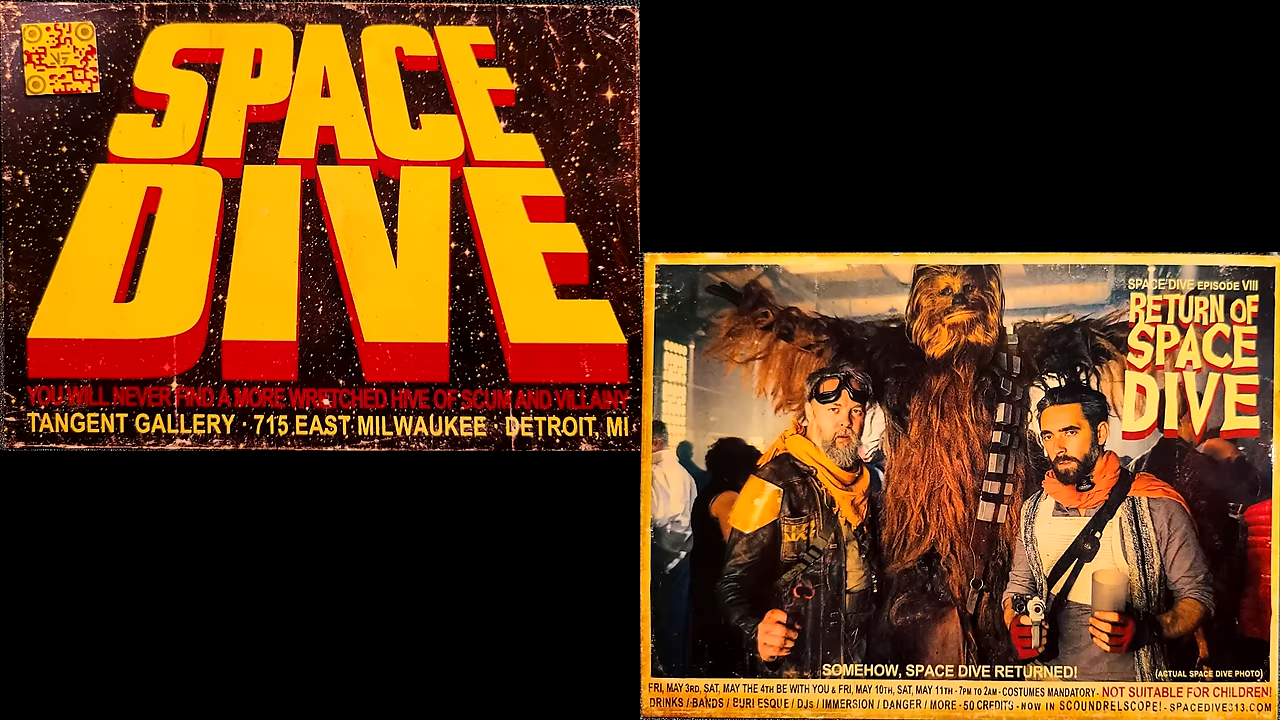 SPACE
DIVE
YOU WILL NEVER FIND A MORE WRETCHED HIVE OF SCUM AND VILLAINY
TANGENT GALLERY · 715 EAST MILWAUKEE · DETROIT, MI
SPACE DIVE EPISODE VIII
RETURN OF
SPACE
DIVE
SOMEHOW, SPACE DIVE RETURNED!
(ACTUAL SPACE DIVE PHOTO)
FRI, MAY 3RD, SAT, MAY THE 4TH BE WITH YOU & FRI, MAY 10TH, SAT, MAY 11TH - 7PM TO 2AM - COSTUMES MANDATORY - NOT SUITABLE FOR CHILDREN!
DRINKS / BANDS / BURLESQUE / DJs / IMMERSION / DANGER / MORE - 50 CREDITS - NOW IN SCOUNDRELSCOPE! - SPACEDIVE313.COM